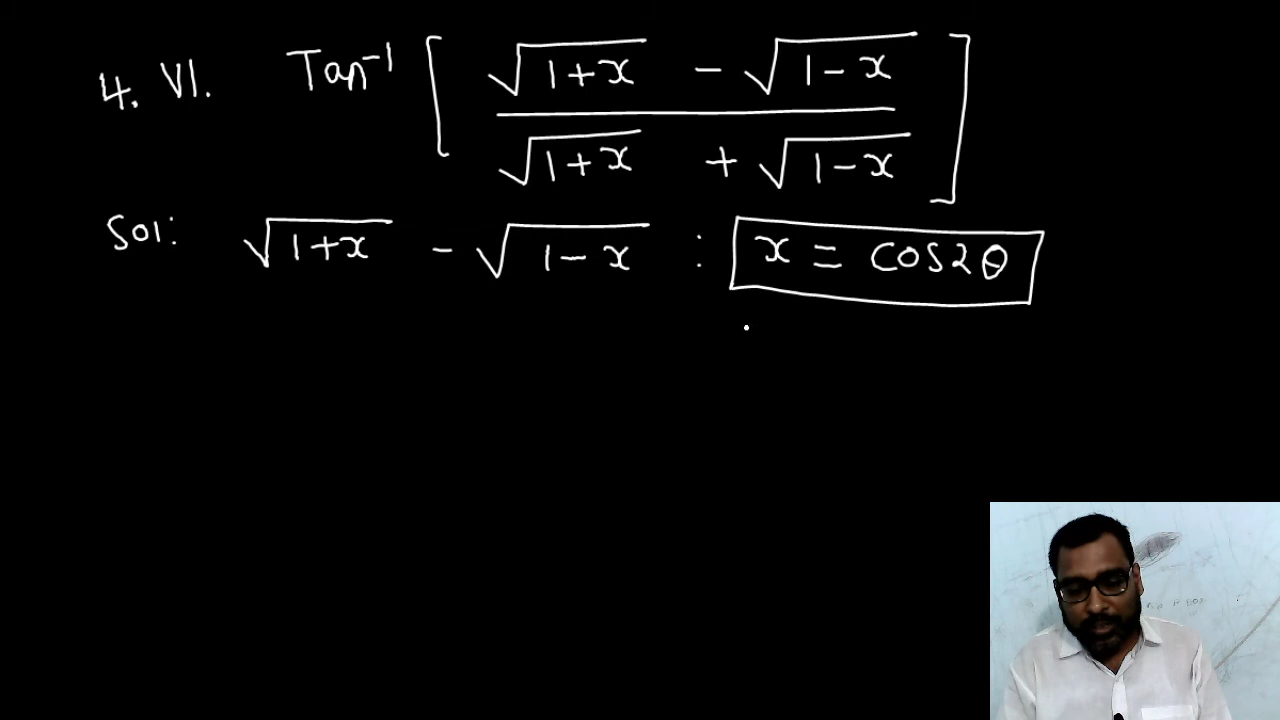 4. VI. Tan⁻¹ [ (√(1+x) - √(1-x)) / (√(1+x) + √(1-x)) ]
Sol: √(1+x) - √(1-x) : x = cos2θ